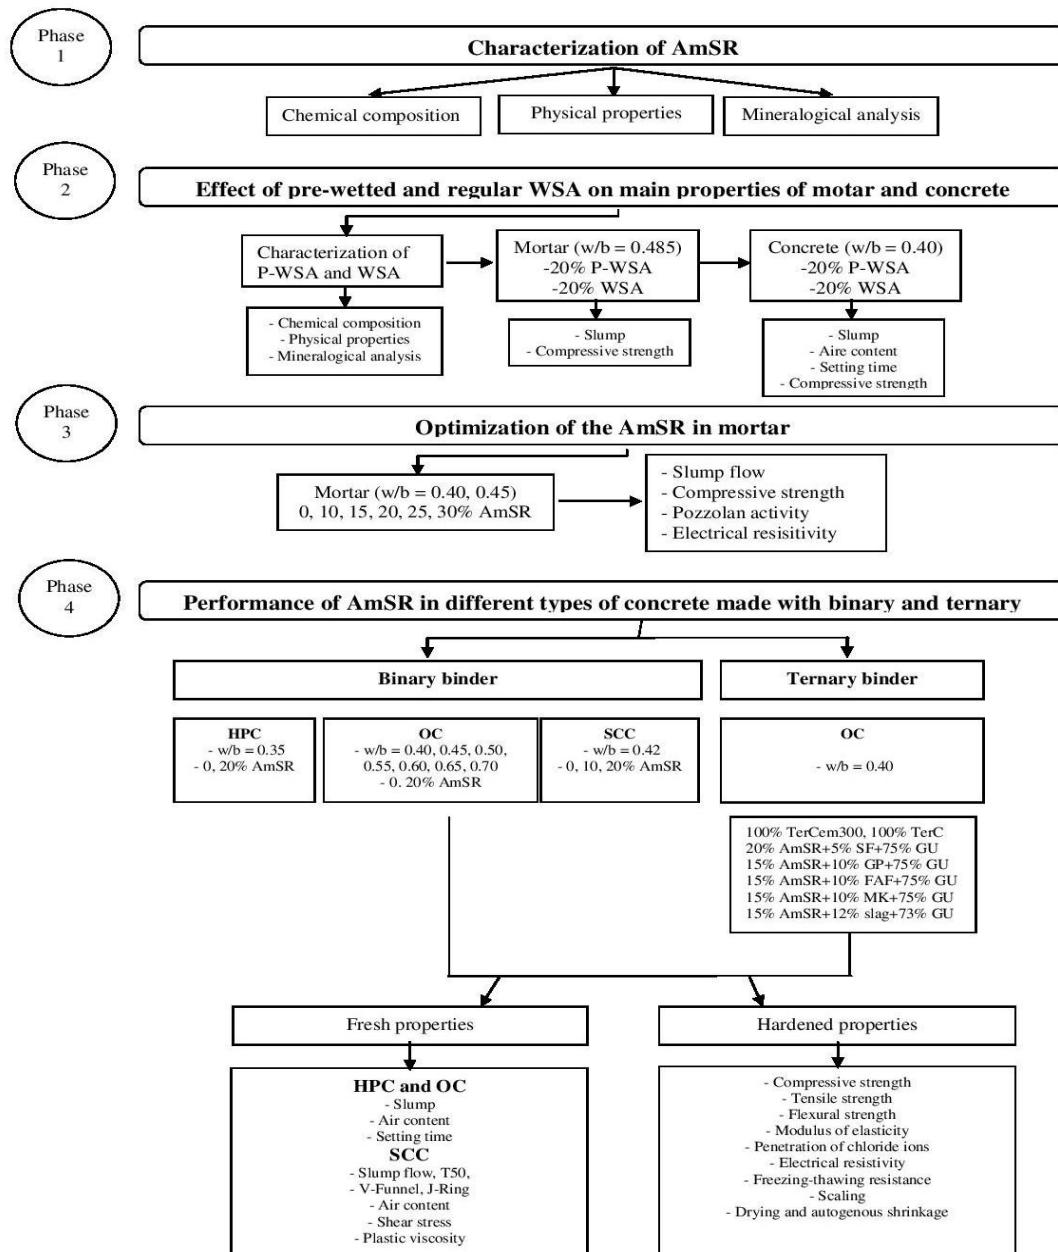 Phase
1
Characterization of AmSR
Chemical composition
Physical properties
Mineralogical analysis
Phase
2
Effect of pre-wetted and regular WSA on main properties of motar and concrete
Characterization of
P-WSA and WSA
Mortar (w/b = 0.485)
-20% P-WSA
-20% WSA
Concrete (w/b = 0.40)
-20% P-WSA
-20% WSA
- Chemical composition
- Physical properties
- Mineralogical analysis
- Slump
- Compressive strength
- Slump
- Aire content
- Setting time
- Compressive strength
Phase
3
Optimization of the AmSR in mortar
Mortar (w/b = 0.40, 0.45)
0, 10, 15, 20, 25, 30% AmSR
- Slump flow
- Compressive strength
- Pozzolan activity
- Electrical resisitivity
Phase
4
Performance of AmSR in different types of concrete made with binary and ternary
Binary binder
Ternary binder
HPC
- w/b = 0.35
- 0, 20% AmSR
OC
- w/b = 0.40, 0.45, 0.50,
0.55, 0.60, 0.65, 0.70
- 0. 20% AmSR
SCC
- w/b = 0.42
- 0, 10, 20% AmSR
OC
- w/b = 0.40
100% TerCem300, 100% TerC
20% AmSR+5% SF+75% GU
15% AmSR+10% GP+75% GU
15% AmSR+10% FAF+75% GU
15% AmSR+10% MK+75% GU
15% AmSR+12% slag+73% GU
Fresh properties
Hardened properties
HPC and OC
- Slump
- Air content
- Setting time
SCC
- Slump flow, T50,
- V-Funnel, J-Ring
- Air content
- Shear stress
- Plastic viscosity
- Compressive strength
- Tensile strength
- Flexural strength
- Modulus of elasticity
- Penetration of chloride ions
- Electrical resistivity
- Freezing-thawing resistance
- Scaling
- Drying and autogenous shrinkage